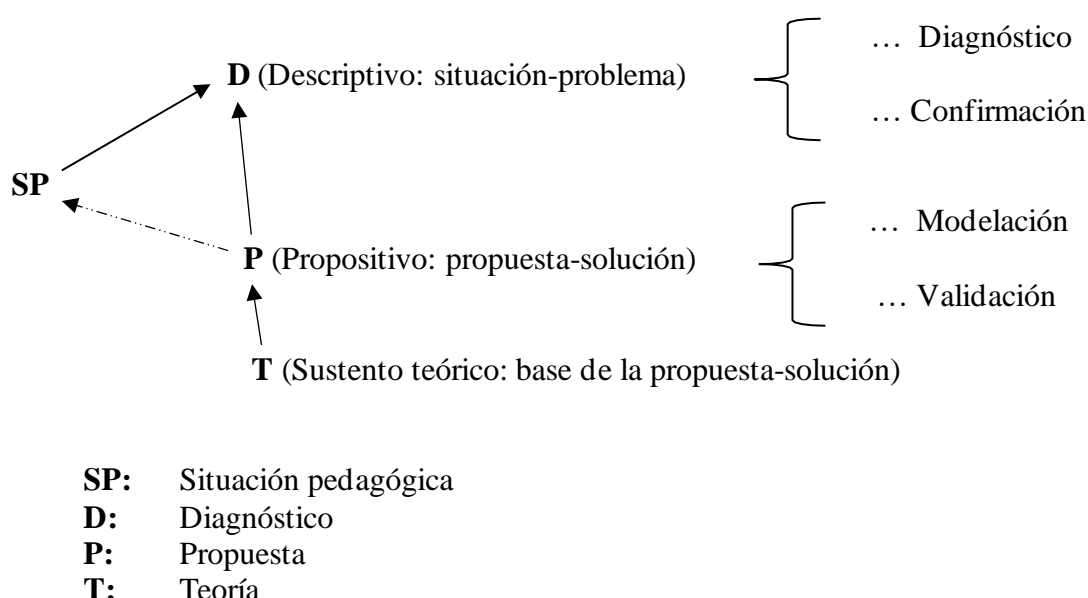 … Diagnóstico
D (Descriptivo: situación-problema)
… Confirmación
SP
… Modelación
P (Propositivo: propuesta-solución)
… Validación
T (Sustento teórico: base de la propuesta-solución)
SP: Situación pedagógica
D: Diagnóstico
P: Propuesta
T: Teoría